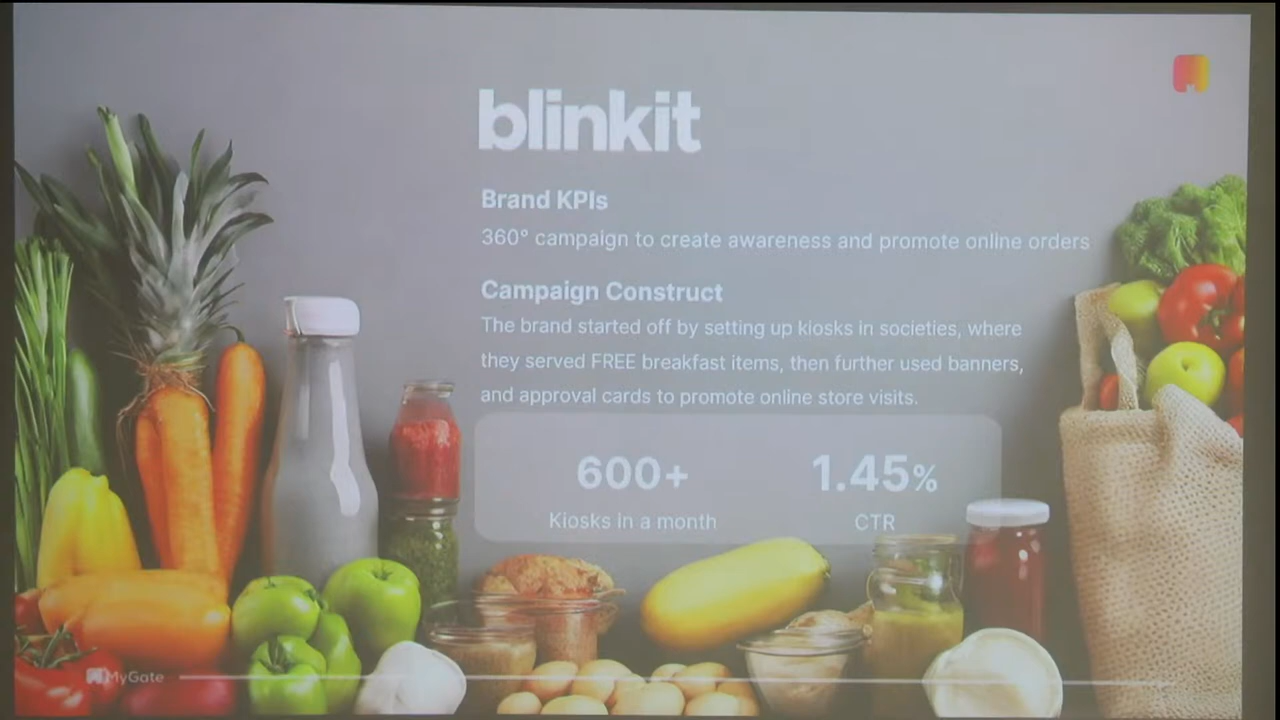 blinkit
Brand KPIs
360° campaign to create awareness and promote online orders
Campaign Construct
The brand started off by setting up kiosks in societies, where
they served FREE breakfast items, then further used banners,
and approval cards to promote online store visits.
600+
Kiosks in a month
1.45%
CTR
MyGate